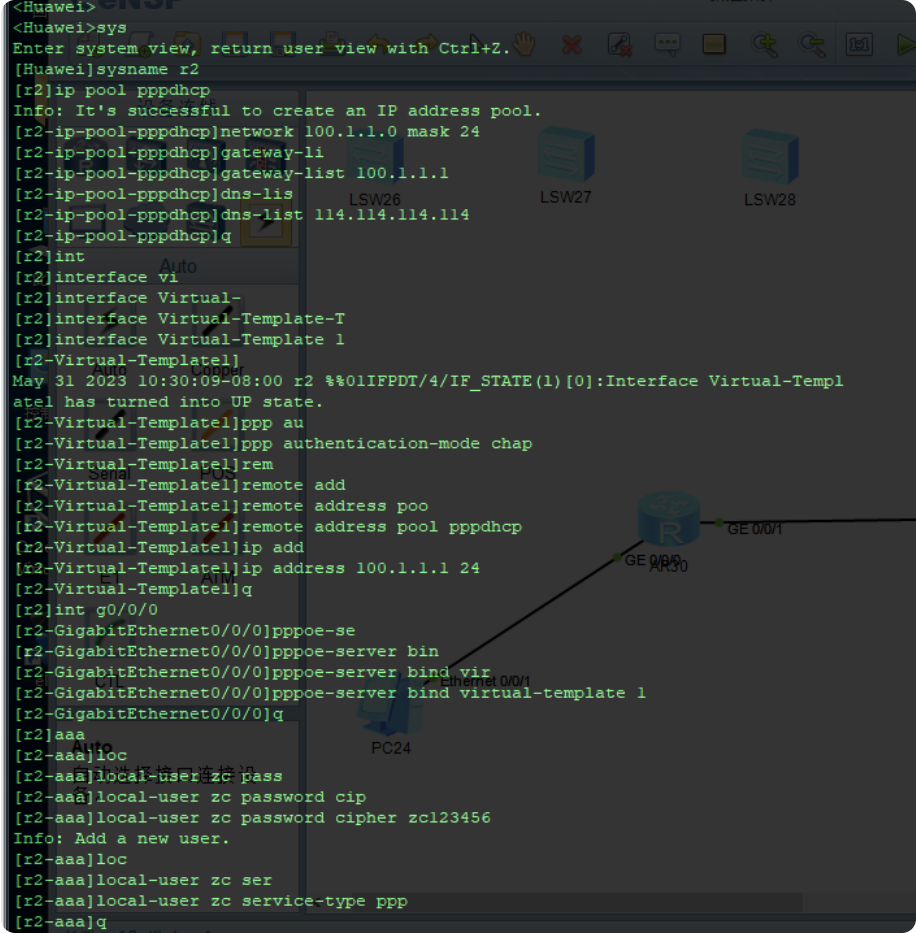 <Huawei>
<Huawei>sys
Enter system view, return user view with Ctrl+Z.
[Huawei]sysname r2
[r2]ip pool pppdhcp
Info: It's successful to create an IP address pool.
[r2-ip-pool-pppdhcp]network 100.1.1.0 mask 24
[r2-ip-pool-pppdhcp]gateway-li
[r2-ip-pool-pppdhcp]gateway-list 100.1.1.1
[r2-ip-pool-pppdhcp]dns-lis
[r2-ip-pool-pppdhcp]dns-list 114.114.114.114
[r2-ip-pool-pppdhcp]q
[r2]int
[r2]interface vi
[r2]interface Virtual-
[r2]interface Virtual-Template-T
[r2]interface Virtual-Template 1
[r2-Virtual-Template1]
May 31 2023 10:30:09-08:00 r2 %%01IFPDT/4/IF_STATE(1)[0]:Interface Virtual-Templ
ate1 has turned into UP state.
[r2-Virtual-Template1]ppp au
[r2-Virtual-Template1]ppp authentication-mode chap
[r2-Virtual-Template1]rem
[r2-Virtual-Template1]remote add
[r2-Virtual-Template1]remote address poo
[r2-Virtual-Template1]remote address pool pppdhcp
[r2-Virtual-Template1]ip add
[r2-Virtual-Template1]ip address 100.1.1.1 24
[r2-Virtual-Template1]q
[r2]int g0/0/0
[r2-GigabitEthernet0/0/0]pppoe-se
[r2-GigabitEthernet0/0/0]pppoe-server bin
[r2-GigabitEthernet0/0/0]pppoe-server bind vir
[r2-GigabitEthernet0/0/0]pppoe-server bind virtual-template 1
[r2-GigabitEthernet0/0/0]q
[r2]aaa
[r2-aaa]loc
[r2-aaa]local-user zc pass
[r2-aaa]local-user zc password cip
[r2-aaa]local-user zc password cipher zc123456
Info: Add a new user.
[r2-aaa]loc
[r2-aaa]local-user zc ser
[r2-aaa]local-user zc service-type ppp
[r2-aaa]q
eNSP
LSW26
LSW27
LSW28
Auto
Auto
Copper
Serial
POS
ATM
CTL
GE 0/0/1
AR30
Ethernet 0/0/1
PC24
Auto
自动选择接口连接设
备。